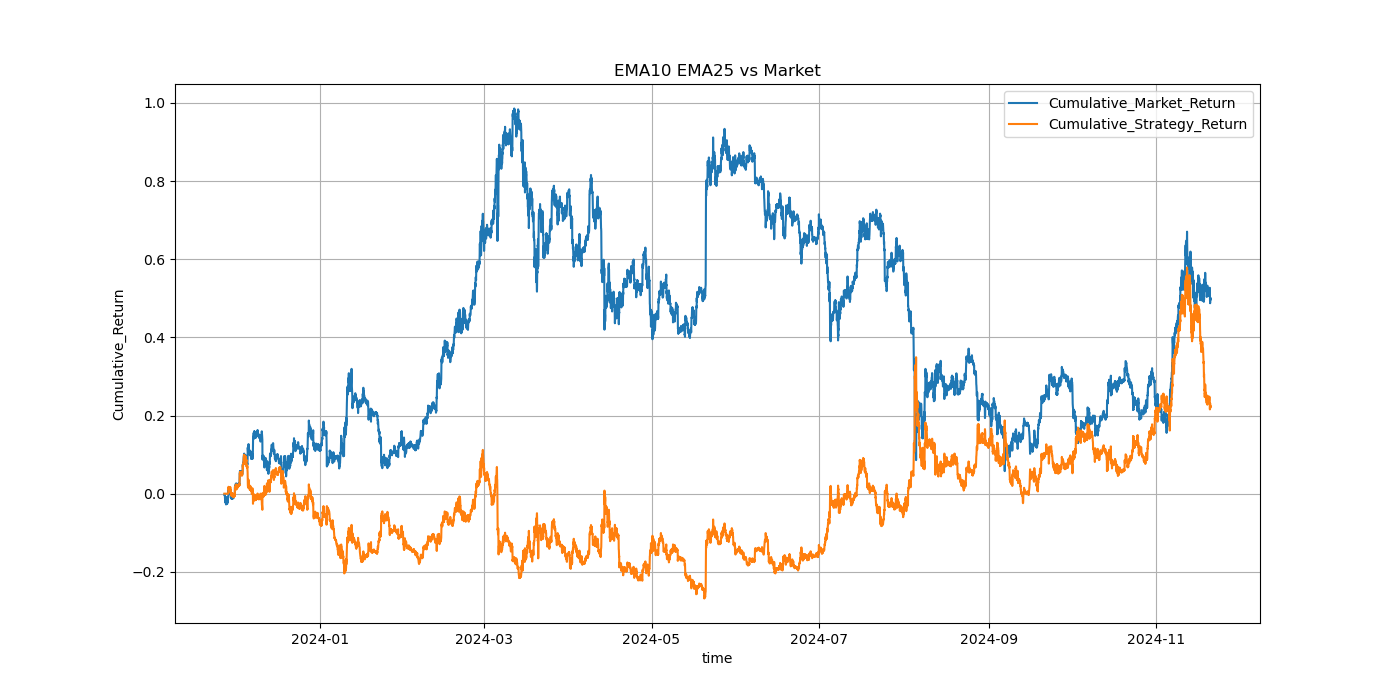 EMA10 EMA25 vs Market
Cumulative_Market_Return
Cumulative_Strategy_Return
Cumulative_Return
1.0
0.8
0.6
0.4
0.2
0.0
−0.2
2024-01
2024-03
2024-05
2024-07
2024-09
2024-11
time